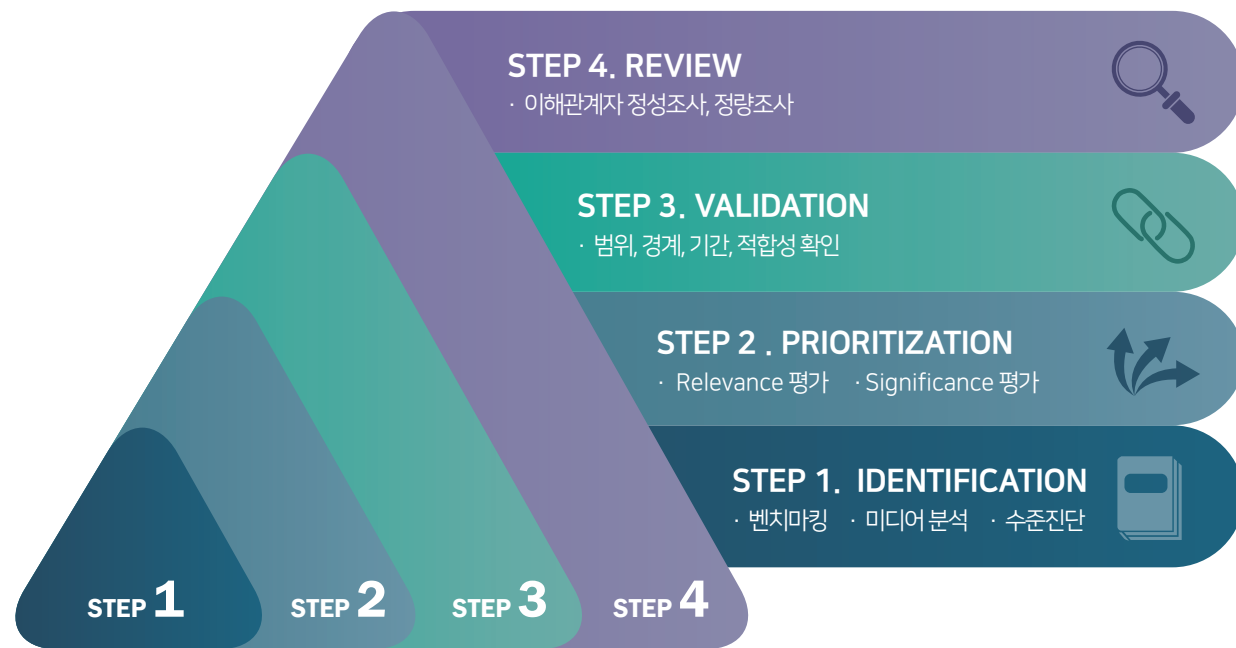 STEP 4. REVIEW
· 이해관계자 정성조사, 정량조사
STEP 3. VALIDATION
· 범위, 경계, 기간, 적합성 확인
STEP 2 . PRIORITIZATION
· Relevance 평가 · Significance 평가
STEP 1. IDENTIFICATION
· 벤치마킹 · 미디어 분석 · 수준진단
STEP 1 STEP 2 STEP 3 STEP 4